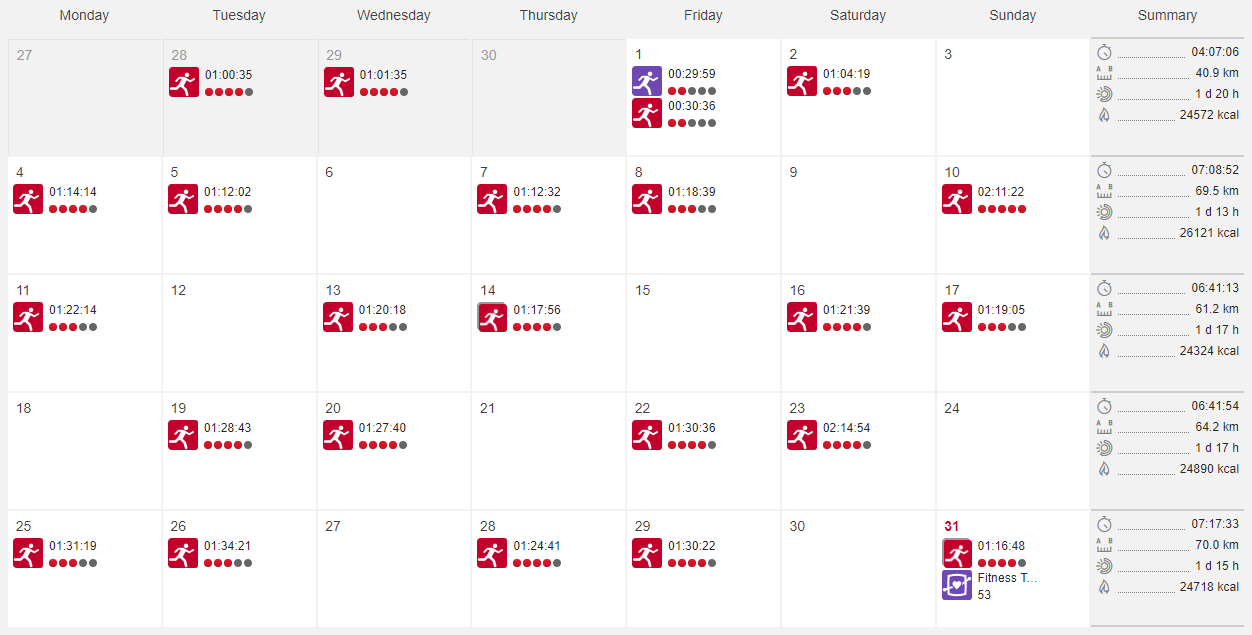 Monday Tuesday Wednesday Thursday Friday Saturday Sunday Summary
27 28 29 30 1 2 3
01:00:35 01:01:35 00:29:59 01:04:19
00:30:36
04:07:06
A B 40.9 km
1 d 20 h
24572 kcal
4 5 6 7 8 9 10
01:14:14 01:12:02 01:12:32 01:18:39 02:11:22
07:08:52
A B 69.5 km
1 d 13 h
26121 kcal
11 12 13 14 15 16 17
01:22:14 01:20:18 01:17:56 01:21:39 01:19:05
06:41:13
A B 61.2 km
1 d 17 h
24324 kcal
18 19 20 21 22 23 24
01:28:43 01:27:40 01:30:36 02:14:54
06:41:54
A B 64.2 km
1 d 17 h
24890 kcal
25 26 27 28 29 30 31
01:31:19 01:34:21 01:24:41 01:30:22 01:16:48
Fitness T...
53
07:17:33
A B 70.0 km
1 d 15 h
24718 kcal